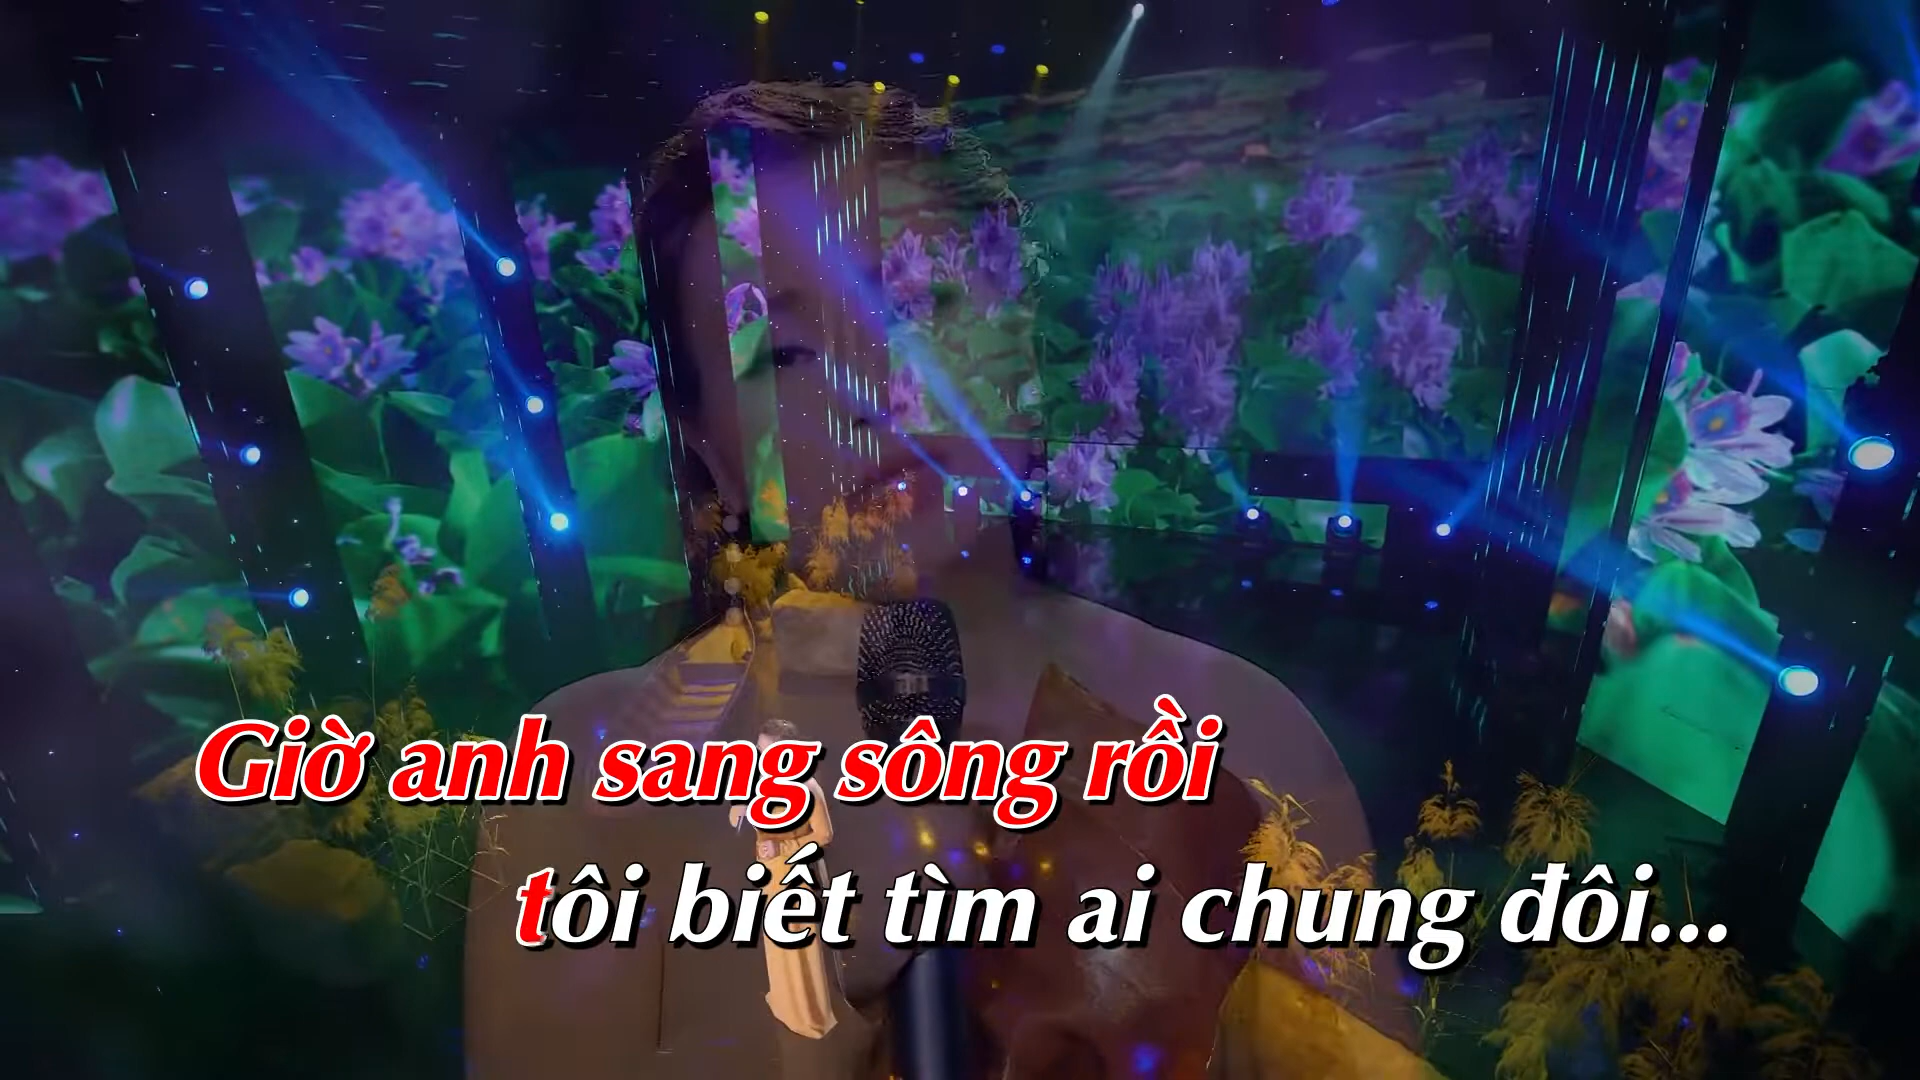 Giờ anh sang sông rồi
tôi biết tìm ai chung đôi...